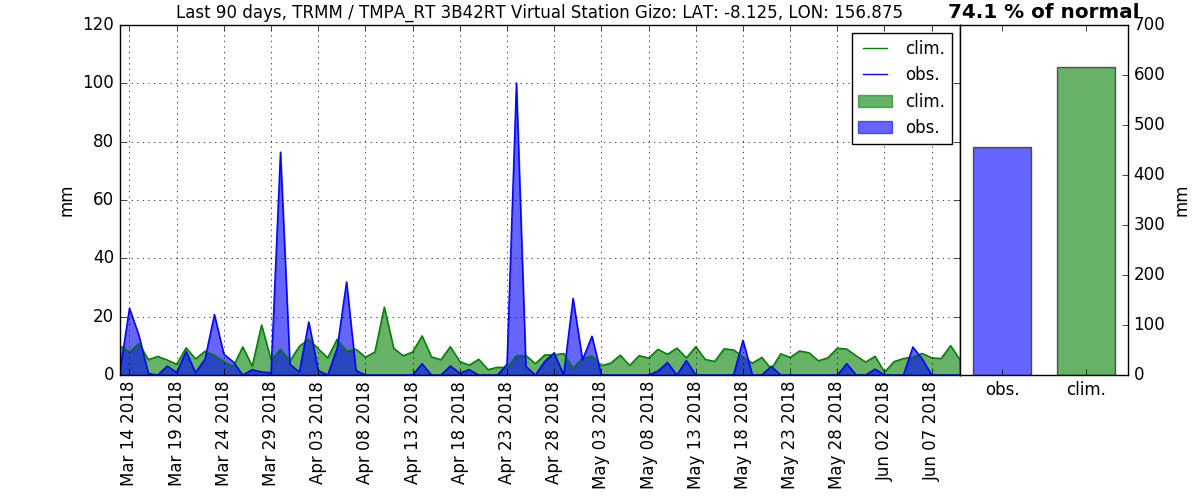 Last 90 days, TRMM / TMPA_RT 3B42RT Virtual Station Gizo: LAT: -8.125, LON: 156.875
74.1 % of normal
120
100
80
60
40
20
0
mm
clim.
obs.
clim.
obs.
700
600
500
400
300
200
100
0
mm
Mar 14 2018
Mar 19 2018
Mar 24 2018
Mar 29 2018
Apr 03 2018
Apr 08 2018
Apr 13 2018
Apr 18 2018
Apr 23 2018
Apr 28 2018
May 03 2018
May 08 2018
May 13 2018
May 18 2018
May 23 2018
May 28 2018
Jun 02 2018
Jun 07 2018
obs.
clim.